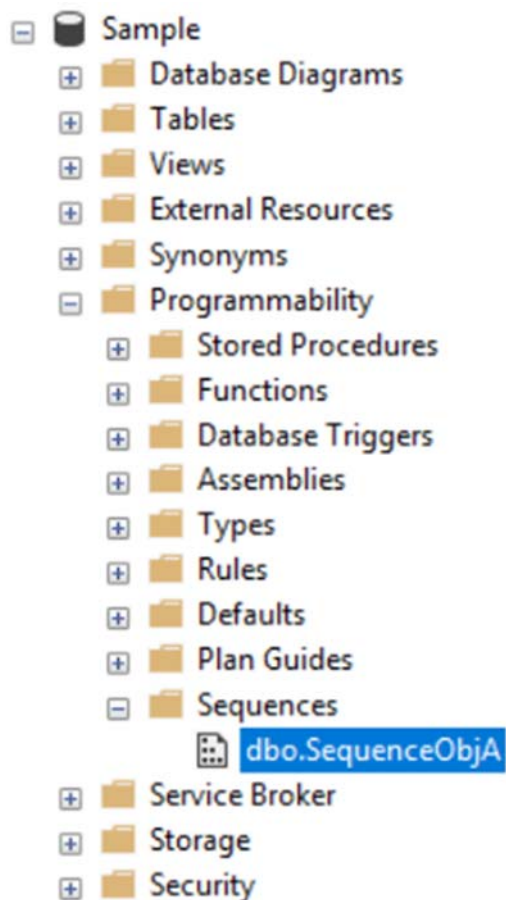 Sample
Database Diagrams
Tables
Views
External Resources
Synonyms
Programmability
Stored Procedures
Functions
Database Triggers
Assemblies
Types
Rules
Defaults
Plan Guides
Sequences
dbo.SequenceObjA
Service Broker
Storage
Security